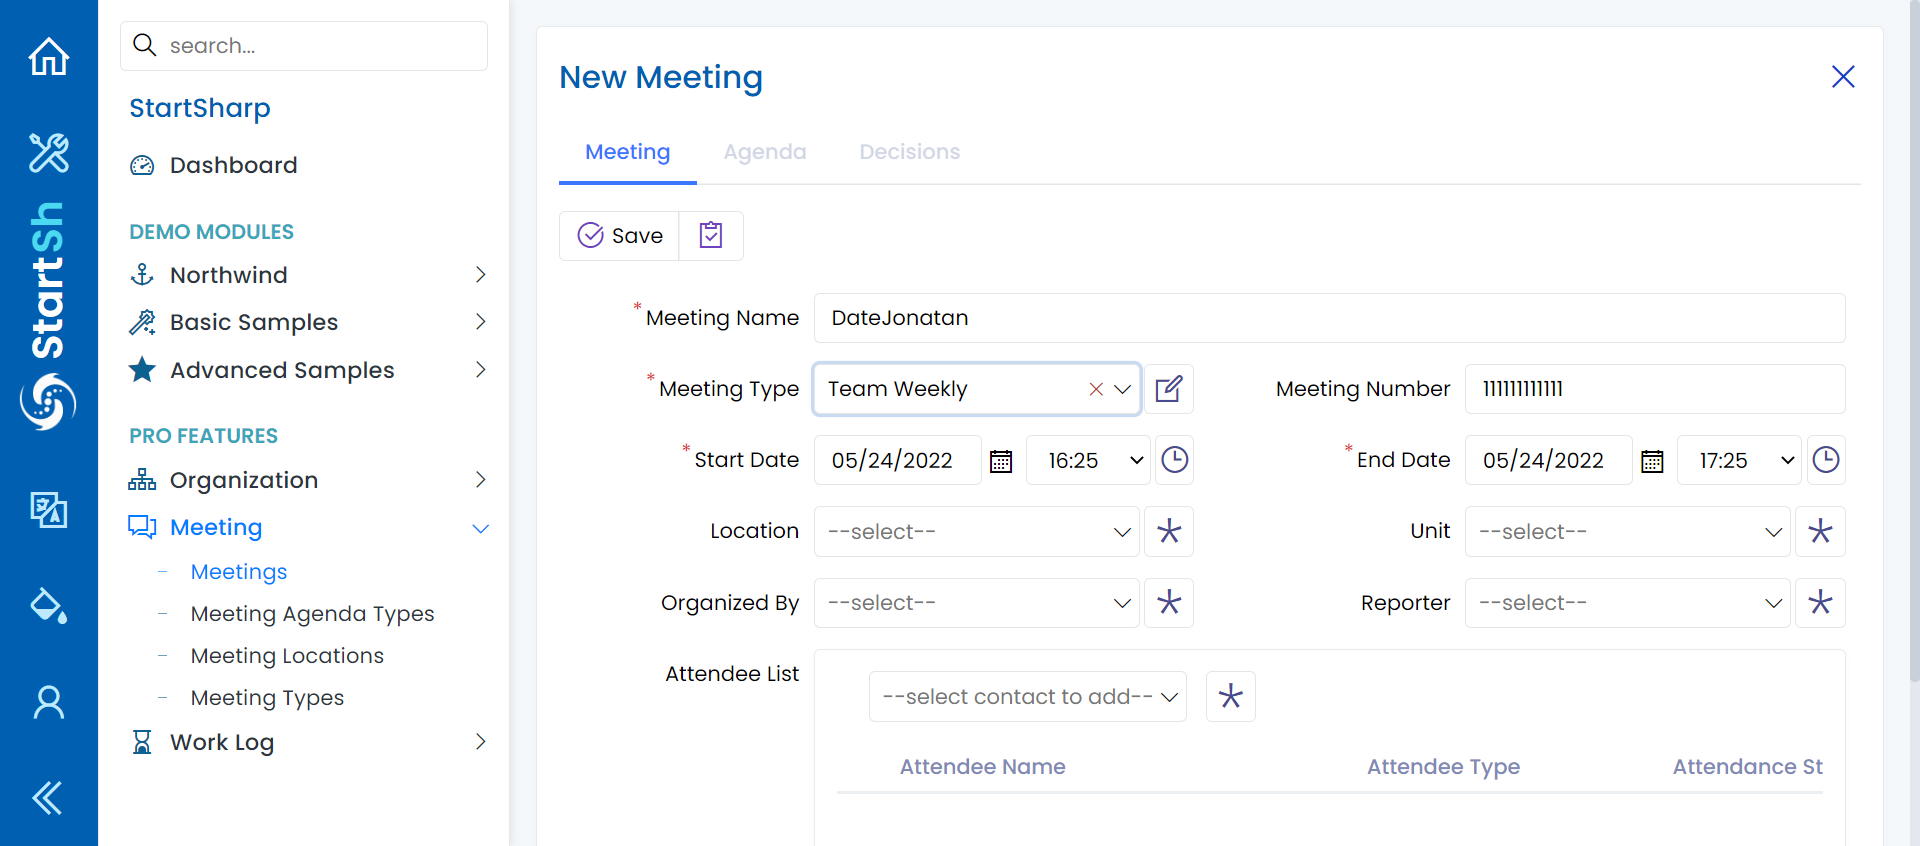 StartSh
search...
StartSharp
Dashboard
DEMO MODULES
Northwind
Basic Samples
Advanced Samples
PRO FEATURES
Organization
Meeting
Meetings
Meeting Agenda Types
Meeting Locations
Meeting Types
Work Log
New Meeting
Meeting Agenda Decisions
Save
* Meeting Name DateJonatan
* Meeting Type Team Weekly Meeting Number 111111111111
* Start Date 05/24/2022 16:25 * End Date 05/24/2022 17:25
Location --select-- Unit --select--
Organized By --select-- Reporter --select--
Attendee List --select contact to add--
Attendee Name Attendee Type Attendance St